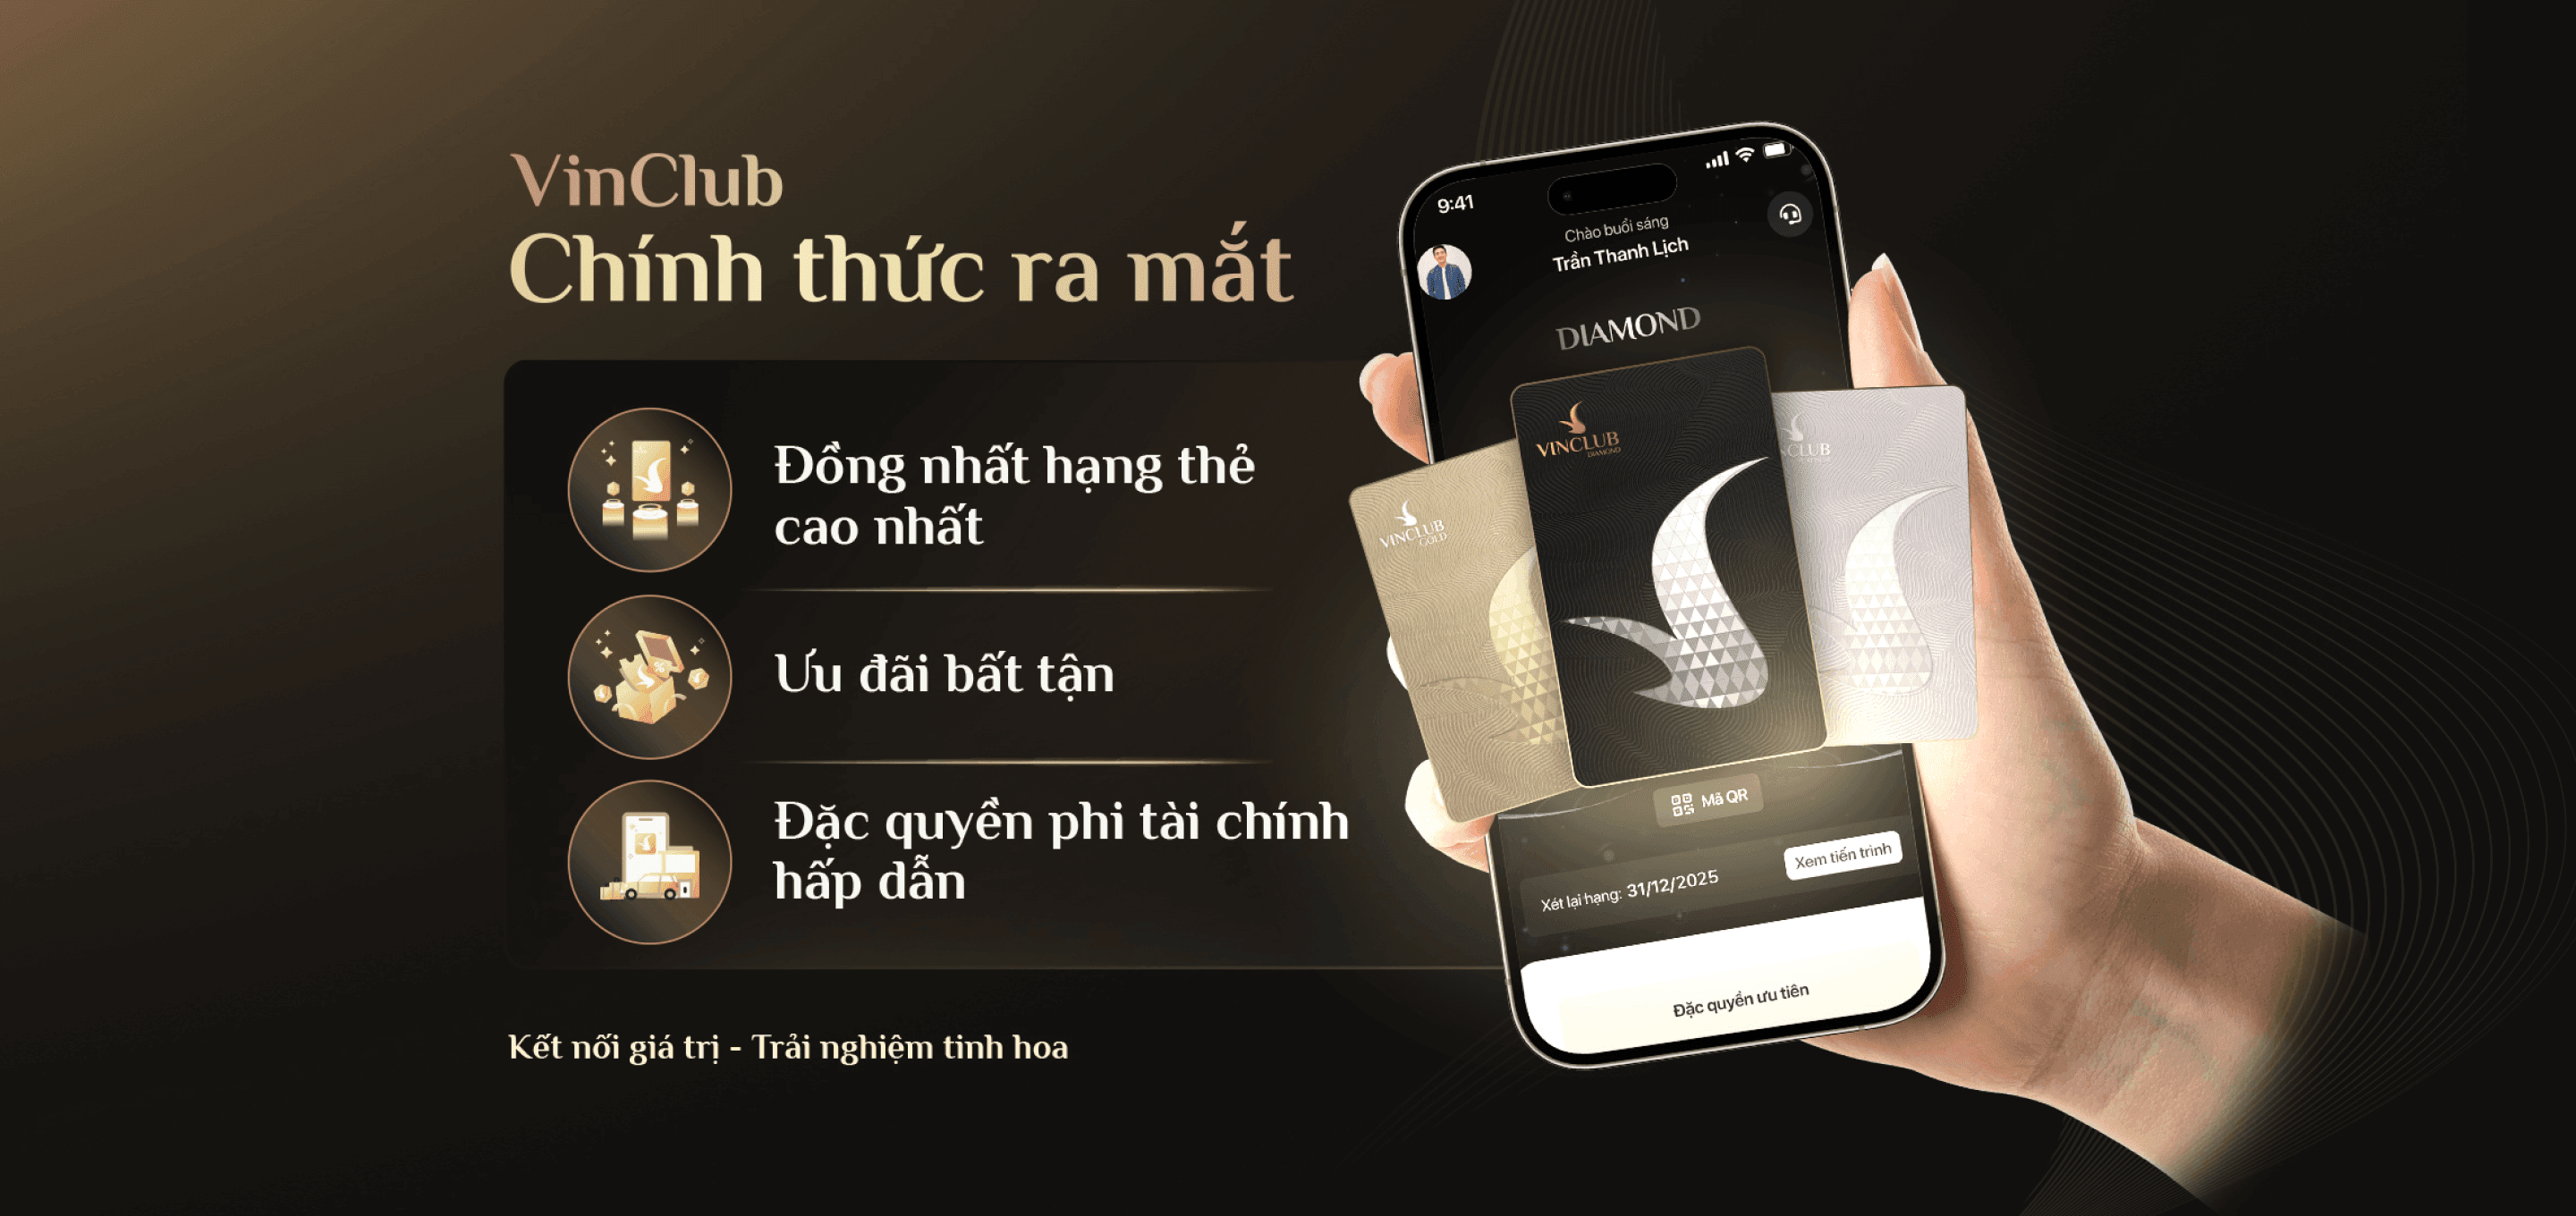 VinClub
Chính thức ra mắt
Đồng nhất hạng thẻ
cao nhất
Ưu đãi bất tận
Đặc quyền phi tài chính
hấp dẫn
Kết nối giá trị - Trải nghiệm tinh hoa
9:41
Chào buổi sáng
Trần Thanh Lịch
DIAMOND
VINCLUB
GOLD
VINCLUB
DIAMOND
CLUB
Mã QR
Xét lại hạng: 31/12/2025
Xem tiến trình
Đặc quyền ưu tiên